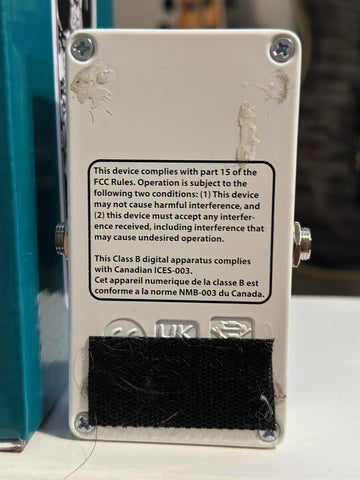 This device complies with part 15 of the
FCC Rules. Operation is subject to the
following two conditions: (1) This device
may not cause harmful interference, and
(2) this device must accept any interfer-
ence received, including interference that
may cause undesired operation.
This Class B digital apparatus complies
with Canadian ICES-003.
Cet appareil numerique de la classe B est
conforme a la norme NMB-003 du Canada.
CE UK